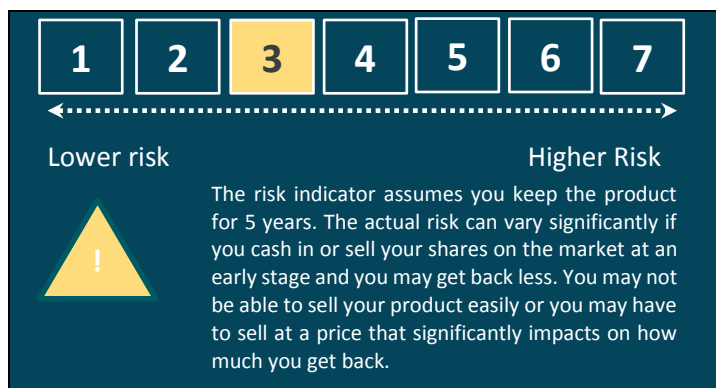 1 2 3 4 5 6 7
Lower risk Higher Risk
The risk indicator assumes you keep the product
for 5 years. The actual risk can vary significantly if
you cash in or sell your shares on the market at an
early stage and you may get back less. You may not
!
be able to sell your product easily or you may have
to sell at a price that significantly impacts on how
much you get back.